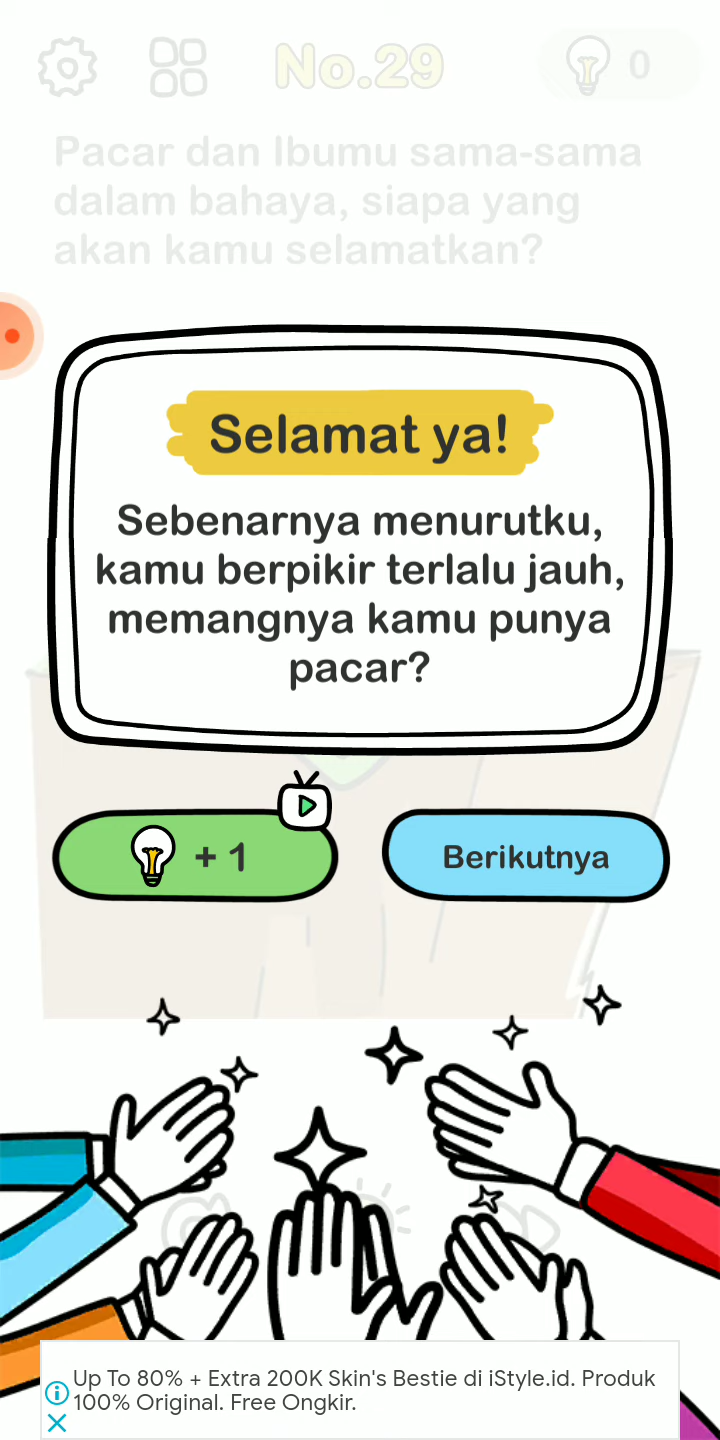 No.29
0
Pacar dan Ibumu sama-sama
dalam bahaya, siapa yang
akan kamu selamatkan?
Selamat ya!
Sebenarnya menurutku,
kamu berpikir terlalu jauh,
memangnya kamu punya
pacar?
+ 1
Berikutnya
Up To 80% + Extra 200K Skin's Bestie di iStyle.id. Produk
100% Original. Free Ongkir.